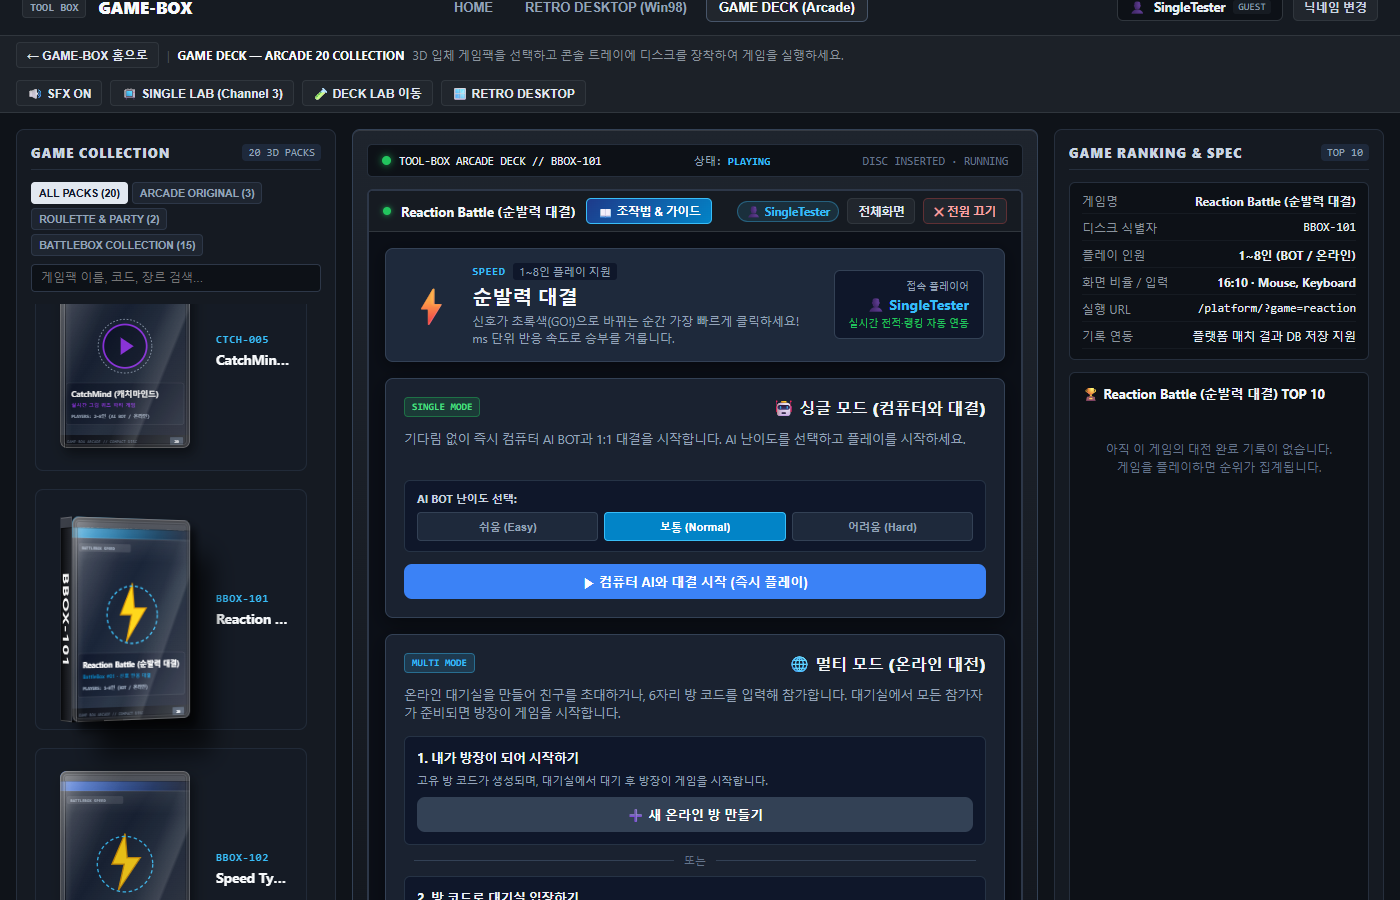 TOOL BOX GAME-BOX HOME RETRO DESKTOP (Win98) GAME DECK (Arcade) SingleTester GUEST 닉네임 변경
← GAME-BOX 홈으로 | GAME DECK — ARCADE 20 COLLECTION 3D 입체 게임팩을 선택하고 콘솔 트레이에 디스크를 장착하여 게임을 실행하세요.
SFX ON SINGLE LAB (Channel 3) DECK LAB 이동 RETRO DESKTOP
GAME COLLECTION 20 3D PACKS
ALL PACKS (20) ARCADE ORIGINAL (3)
ROULETTE & PARTY (2)
BATTLEBOX COLLECTION (15)
게임팩 이름, 코드, 장르 검색...
CatchMind (캐치마인드)
CTCH-005
CatchMin...
BBOX-101
Reaction Battle (순발력 대결)
BBOX-101
Reaction ...
BBOX-102
Speed Ty...
TOOL-BOX ARCADE DECK // BBOX-101 상태: PLAYING DISC INSERTED · RUNNING
Reaction Battle (순발력 대결) 조작법 & 가이드 SingleTester 전체화면 ✕ 전원 끄기
SPEED 1~8인 플레이 지원
순발력 대결
신호가 초록색(GO!)으로 바뀌는 순간 가장 빠르게 클릭하세요!
ms 단위 반응 속도로 승부를 겨룹니다.
접속 플레이어
SingleTester
실시간 전적·랭킹 자동 연동
SINGLE MODE 싱글 모드 (컴퓨터와 대결)
기다림 없이 즉시 컴퓨터 AI BOT과 1:1 대결을 시작합니다. AI 난이도를 선택하고 플레이를 시작하세요.
AI BOT 난이도 선택:
쉬움 (Easy) 보통 (Normal) 어려움 (Hard)
▶ 컴퓨터 AI와 대결 시작 (즉시 플레이)
MULTI MODE 멀티 모드 (온라인 대전)
온라인 대기실을 만들어 친구를 초대하거나, 6자리 방 코드를 입력해 참가합니다. 대기실에서 모든 참가자
가 준비되면 방장이 게임을 시작합니다.
1. 내가 방장이 되어 시작하기
고유 방 코드가 생성되며, 대기실에서 대기 후 방장이 게임을 시작합니다.
새 온라인 방 만들기
또는
2. 방 코드로 대기실 입장하기
GAME RANKING & SPEC TOP 10
게임명 Reaction Battle (순발력 대결)
디스크 식별자 BBOX-101
플레이 인원 1~8인 (BOT / 온라인)
화면 비율 / 입력 16:10 · Mouse, Keyboard
실행 URL /platform/?game=reaction
기록 연동 플랫폼 매치 결과 DB 저장 지원
Reaction Battle (순발력 대결) TOP 10
아직 이 게임의 대전 완료 기록이 없습니다.
게임을 플레이하면 순위가 집계됩니다.